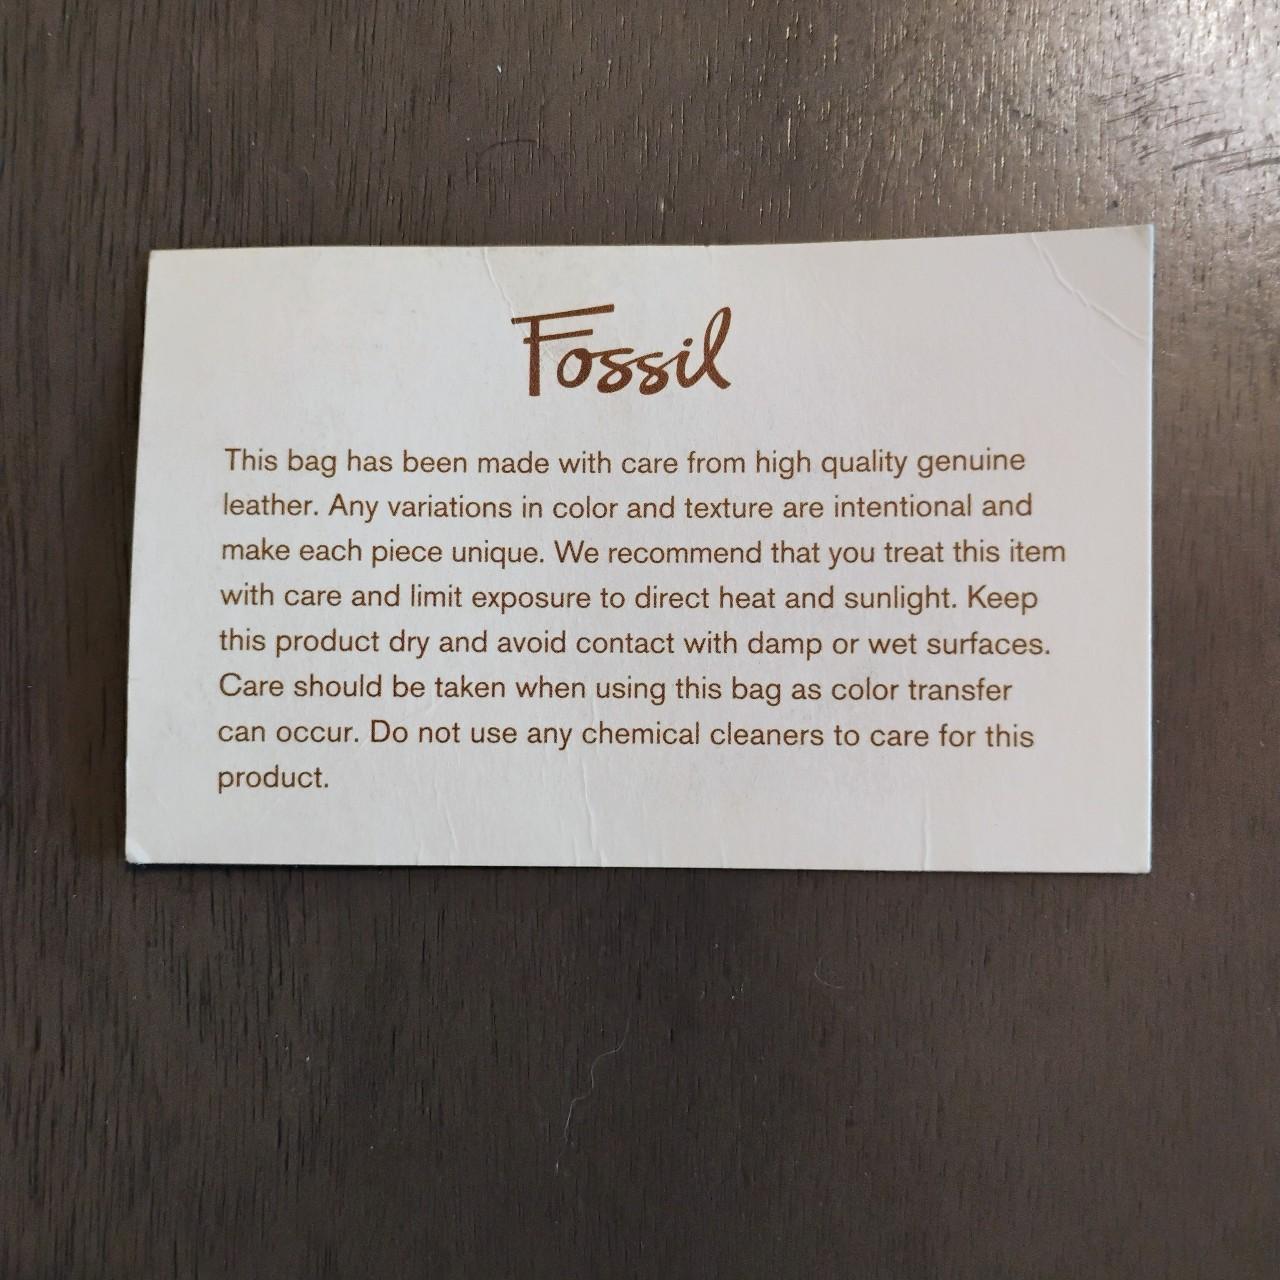 Fossil
This bag has been made with care from high quality genuine
leather. Any variations in color and texture are intentional and
make each piece unique. We recommend that you treat this item
with care and limit exposure to direct heat and sunlight. Keep
this product dry and avoid contact with damp or wet surfaces.
Care should be taken when using this bag as color transfer
can occur. Do not use any chemical cleaners to care for this
product.